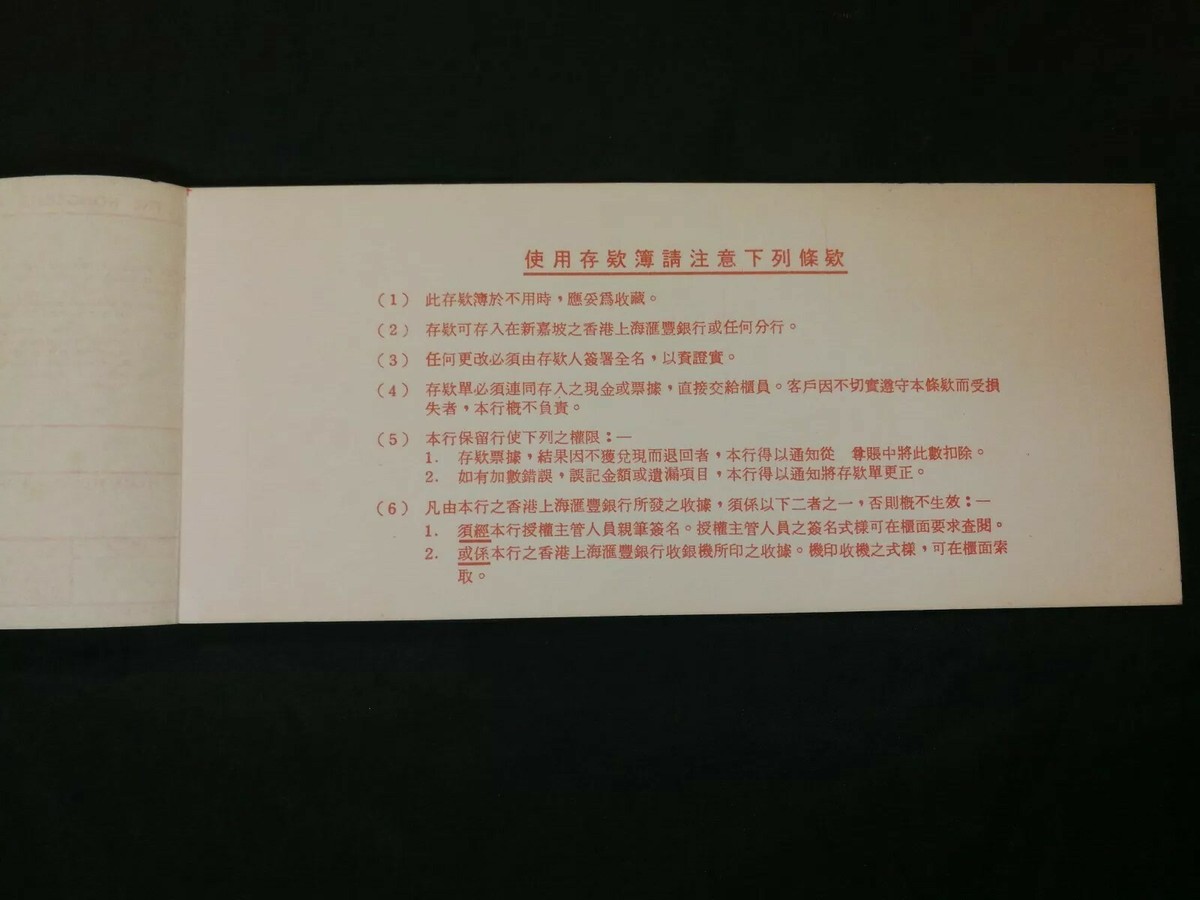 使用存欵簿請注意下列條欵
(1) 此存欵簿於不用時，應妥爲收藏。
(2) 存欵可存入在新嘉坡之香港上海滙豐銀行或任何分行。
(3) 任何更改必須由存欵人簽署全名，以資證實。
(4) 存欵單必須連同存入之現金或票據，直接交給櫃員。客戶因不切實遵守本條欵而受損
失者，本行概不負責。
(5) 本行保留行使下列之權限：—
1. 存欵票據，結果因不獲兌現而退回者，本行得以通知從 尊賬中將此數扣除。
2. 如有加數錯誤，誤記金額或遺漏項目，本行得以通知將存欵單更正。
(6) 凡由本行之香港上海滙豐銀行所發之收據，須係以下二者之一，否則概不生效：—
1. 須經本行授權主管人員親筆簽名。授權主管人員之簽名式樣可在櫃面要求查閱。
2. 或係本行之香港上海滙豐銀行收銀機所印之收據。機印收機之式樣，可在櫃面索
取。